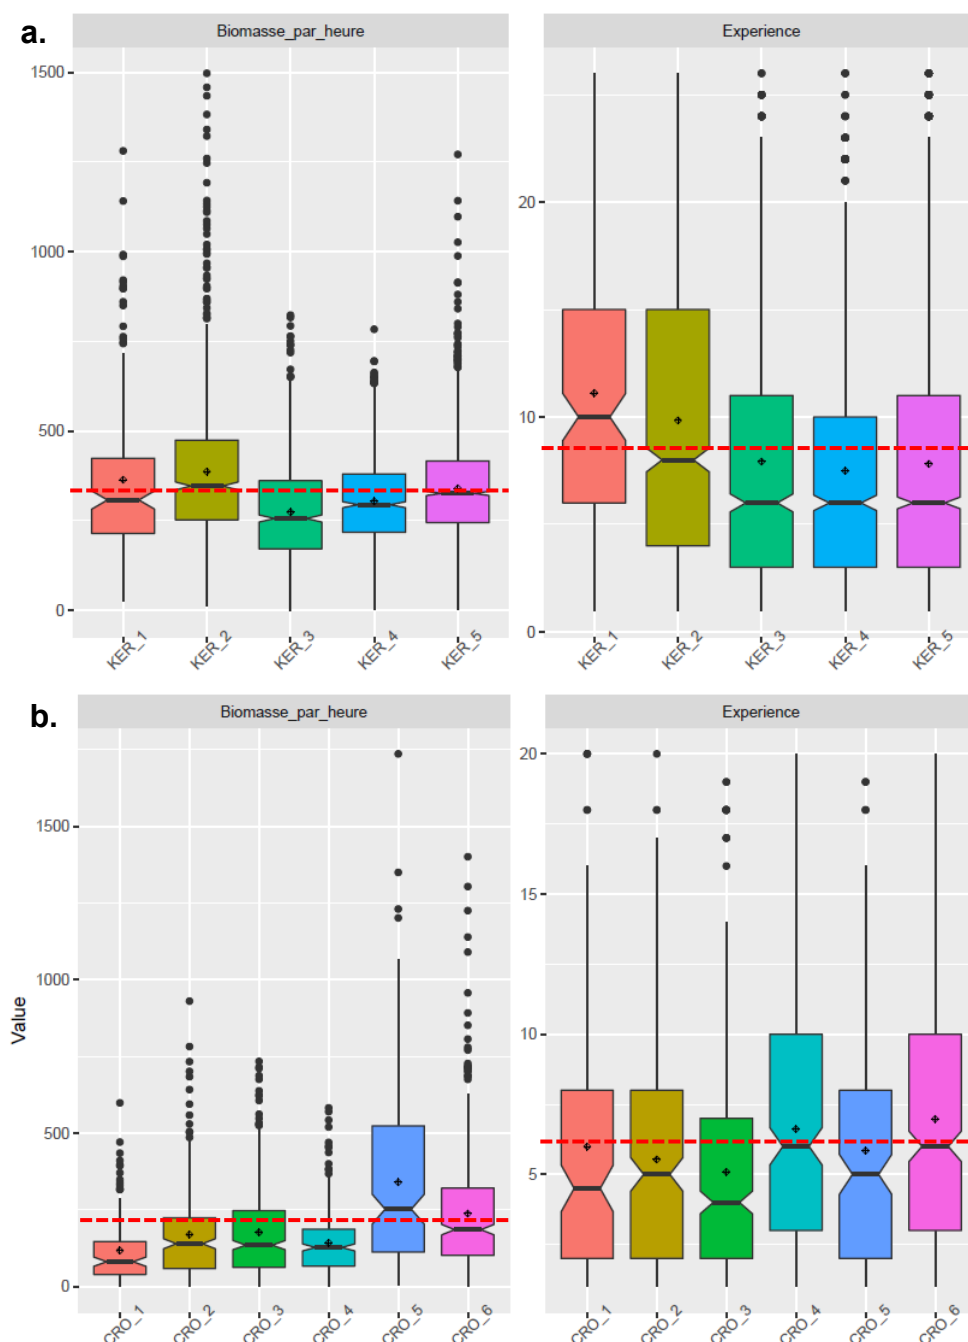 a.
Biomasse_par_heure
Experience
1500
1000
500
0
20
10
0
KER_1
KER_2
KER_3
KER_4
KER_5
KER_1
KER_2
KER_3
KER_4
KER_5
b.
Biomasse_par_heure
Experience
Value
1500
1000
500
0
20
15
10
5
CRO_1
CRO_2
CRO_3
CRO_4
CRO_5
CRO_6
CRO_1
CRO_2
CRO_3
CRO_4
CRO_5
CRO_6